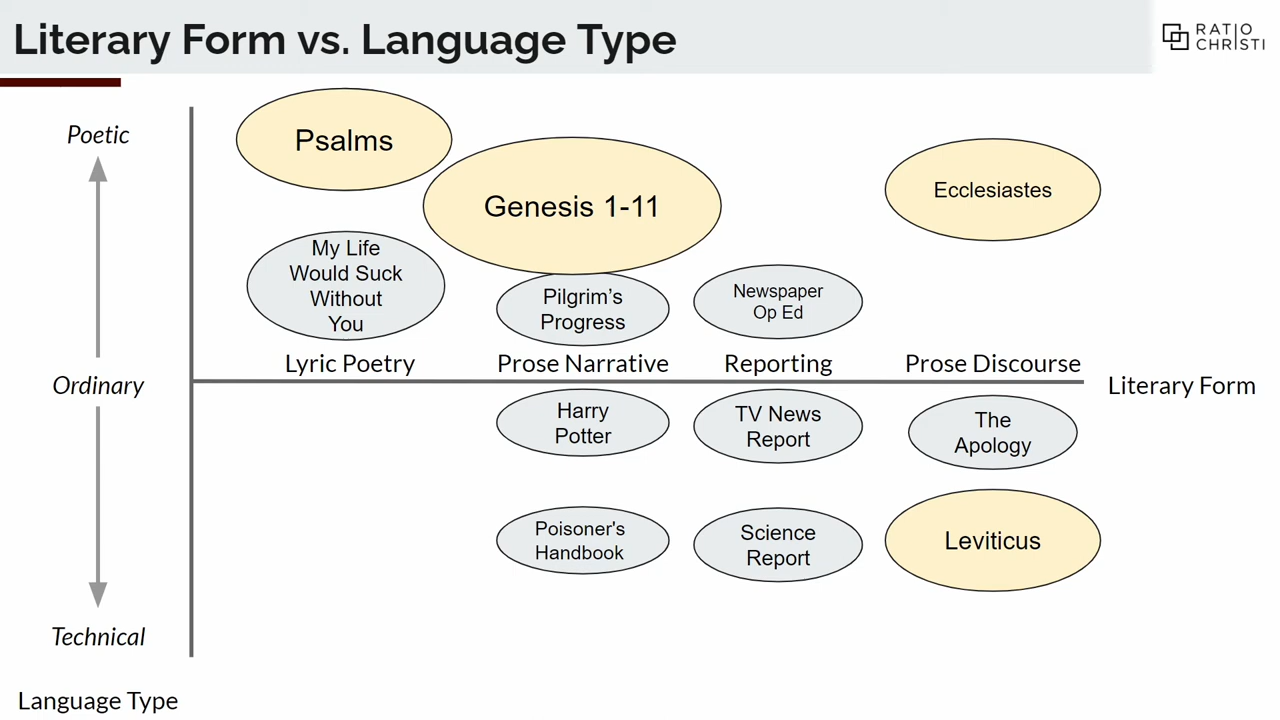 Literary Form vs. Language Type
RATIO
CHRISTI
Poetic
Psalms
Genesis 1-11
Ecclesiastes
My Life
Would Suck
Without
You
Pilgrim's
Progress
Newspaper
Op Ed
Lyric Poetry
Prose Narrative
Reporting
Prose Discourse
Ordinary
Literary Form
Harry
Potter
TV News
Report
The
Apology
Poisoner's
Handbook
Science
Report
Leviticus
Technical
Language Type